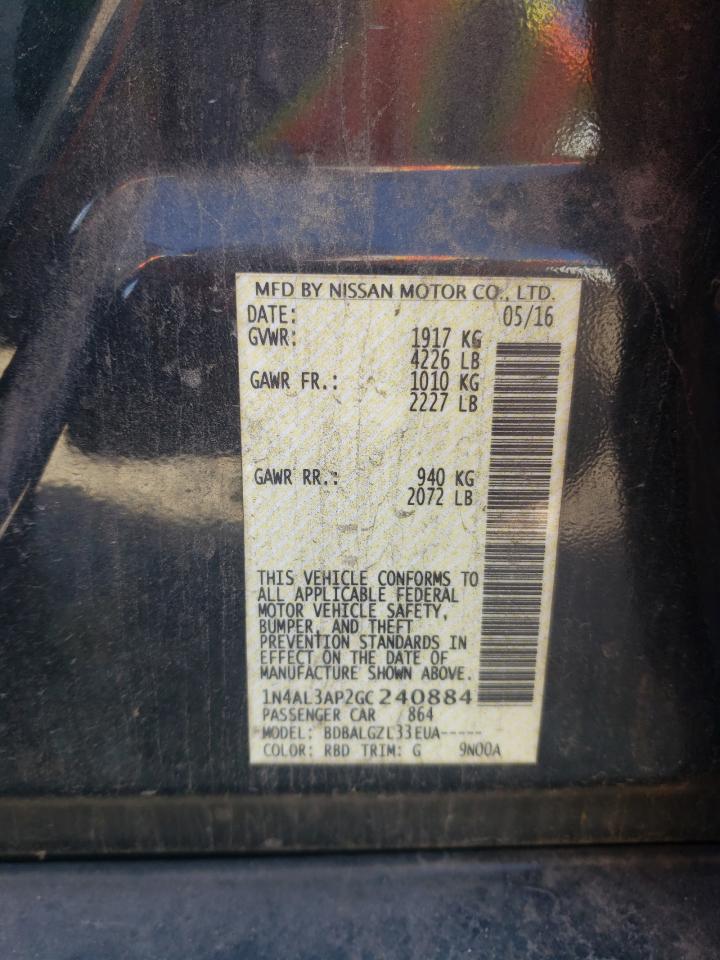 MFD BY NISSAN MOTOR CO., LTD.
DATE: 05/16
GVWR: 1917 KG
4226 LB
GAWR FR.: 1010 KG
2227 LB
GAWR RR.: 940 KG
2072 LB
THIS VEHICLE CONFORMS TO
ALL APPLICABLE FEDERAL
MOTOR VEHICLE SAFETY,
BUMPER, AND THEFT
PREVENTION STANDARDS IN
EFFECT ON THE DATE OF
MANUFACTURE SHOWN ABOVE.
1N4AL3AP2GC240884
PASSENGER CAR /864
MODEL: BDBALGZL33EUA-----
COLOR: RBD TRIM: G 9N00A